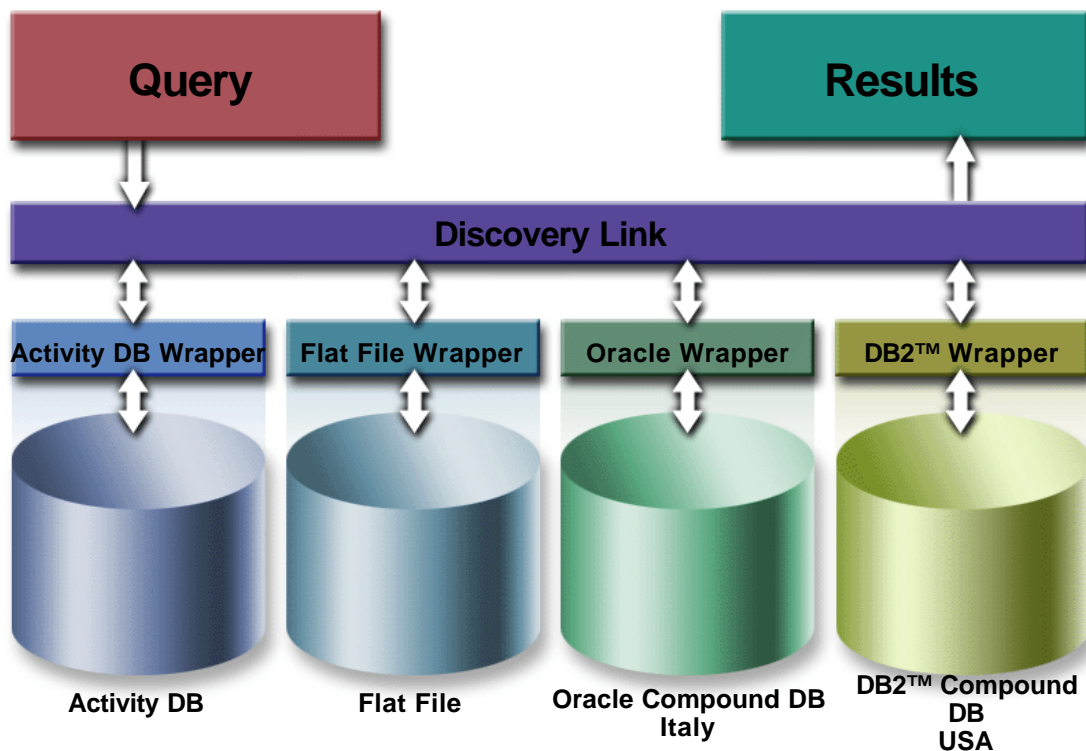 Query
Results
Discovery Link
Activity DB Wrapper
Flat File Wrapper
Oracle Wrapper
DB2™ Wrapper
Activity DB
Flat File
Oracle Compound DB
Italy
DB2™ Compound
DB
USA